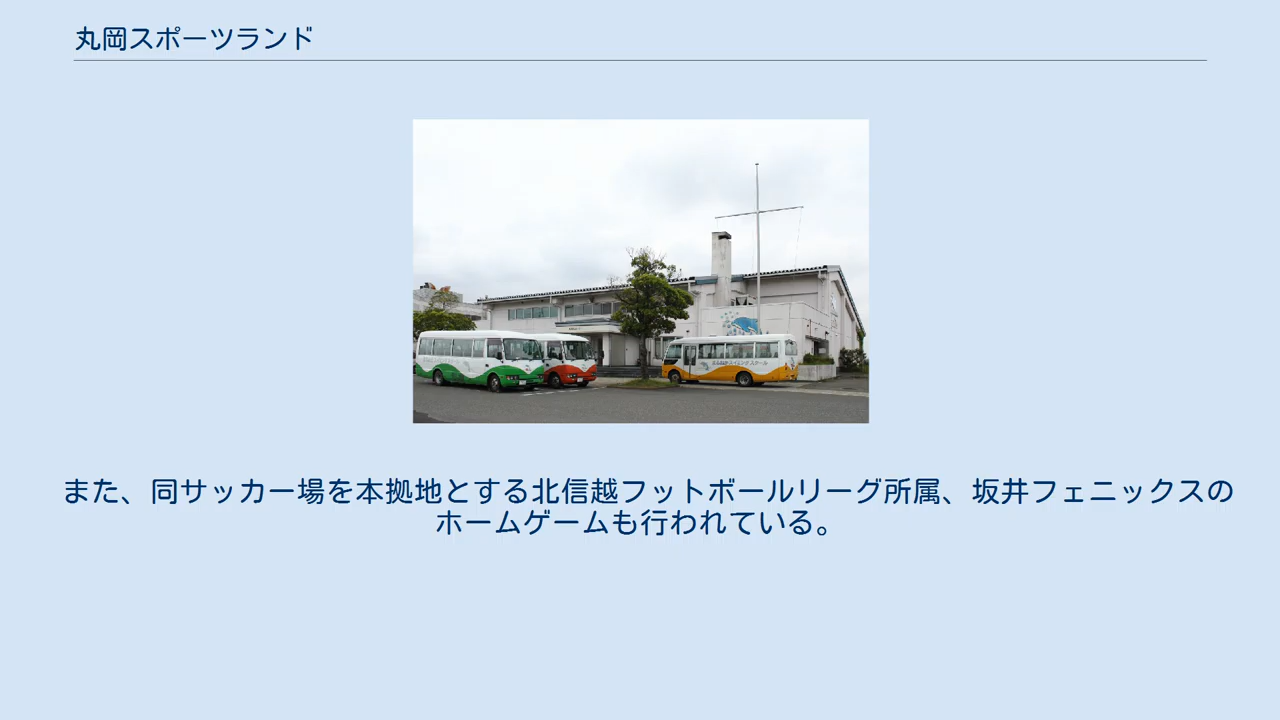 丸岡スポーツランド
また、同サッカー場を本拠地とする北信越フットボールリーグ所属、坂井フェニックスの
ホームゲームも行われている。